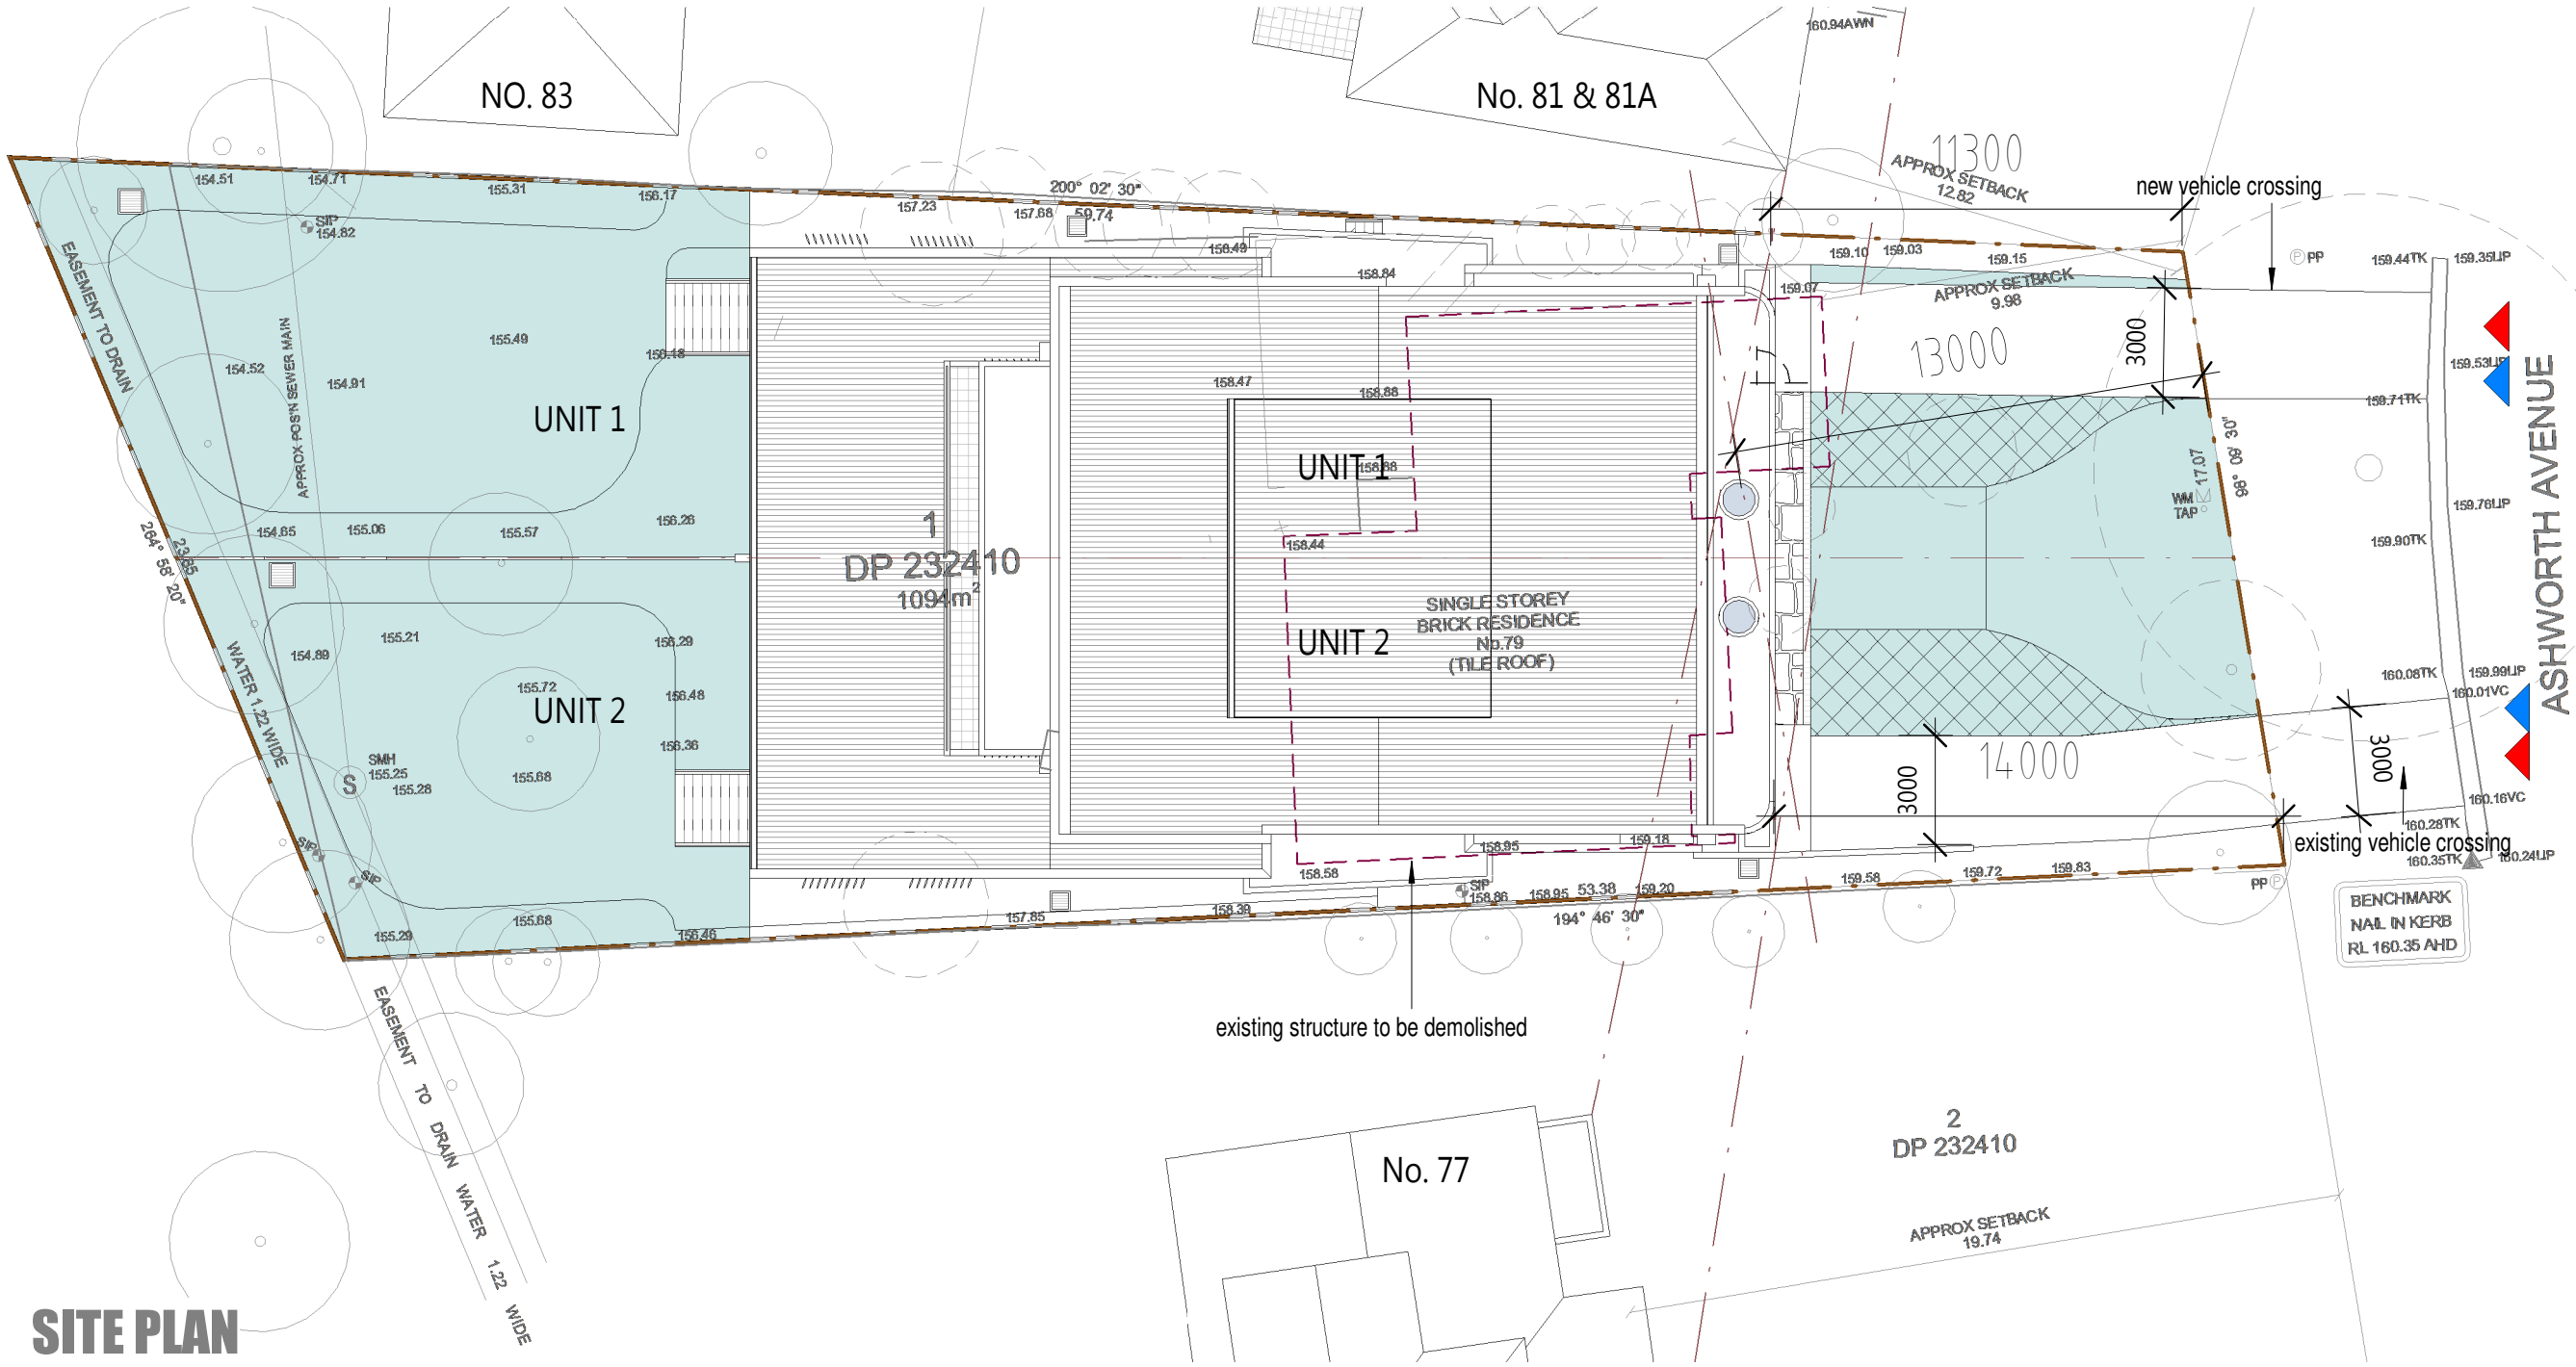 160.94AWN
NO. 83
No. 81 & 81A
11300
APPROX SETBACK
12.82
new vehicle crossing
154.51
154.71
155.31
156.17
157.23
157.68
200° 02' 30"
59.74
SIP
154.82
158.43
158.84
159.10
159.03
159.15
159.07
APPROX SETBACK
9.98
PP
159.44TK
159.35LIP
EASEMENT TO DRAIN
WATER 1.22 WIDE
APPROX POS'N SEWER MAIN
155.49
156.18
154.52
154.91
158.47
158.88
13000
3000
159.53LIP
159.71TK
ASHWORTH AVENUE
UNIT 1
UNIT 1
158.88
17.07
98° 09' 30"
WM
TAP
159.76LIP
159.90TK
154.65
155.06
155.57
156.26
1
DP 232410
1094m²
158.44
264° 58' 20"
23.85
SINGLE STOREY
BRICK RESIDENCE
No.79
(TILE ROOF)
UNIT 2
155.21
154.89
156.29
156.48
155.72
UNIT 2
156.36
155.68
SMH
155.25
155.28
S
160.08TK
159.99LIP
160.01VC
14000
3000
3000
160.16VC
160.28TK
existing vehicle crossing
160.35TK
160.24LIP
SIP
SIP
158.95
159.18
158.58
SIP
158.86
158.95
53.38
159.20
159.58
159.72
159.83
PP
194° 46' 30"
155.29
155.68
156.46
157.85
158.39
BENCHMARK
NAIL IN KERB
RL 160.35 AHD
existing structure to be demolished
EASEMENT TO DRAIN WATER 1.22 WIDE
No. 77
2
DP 232410
APPROX SETBACK
19.74
SITE PLAN